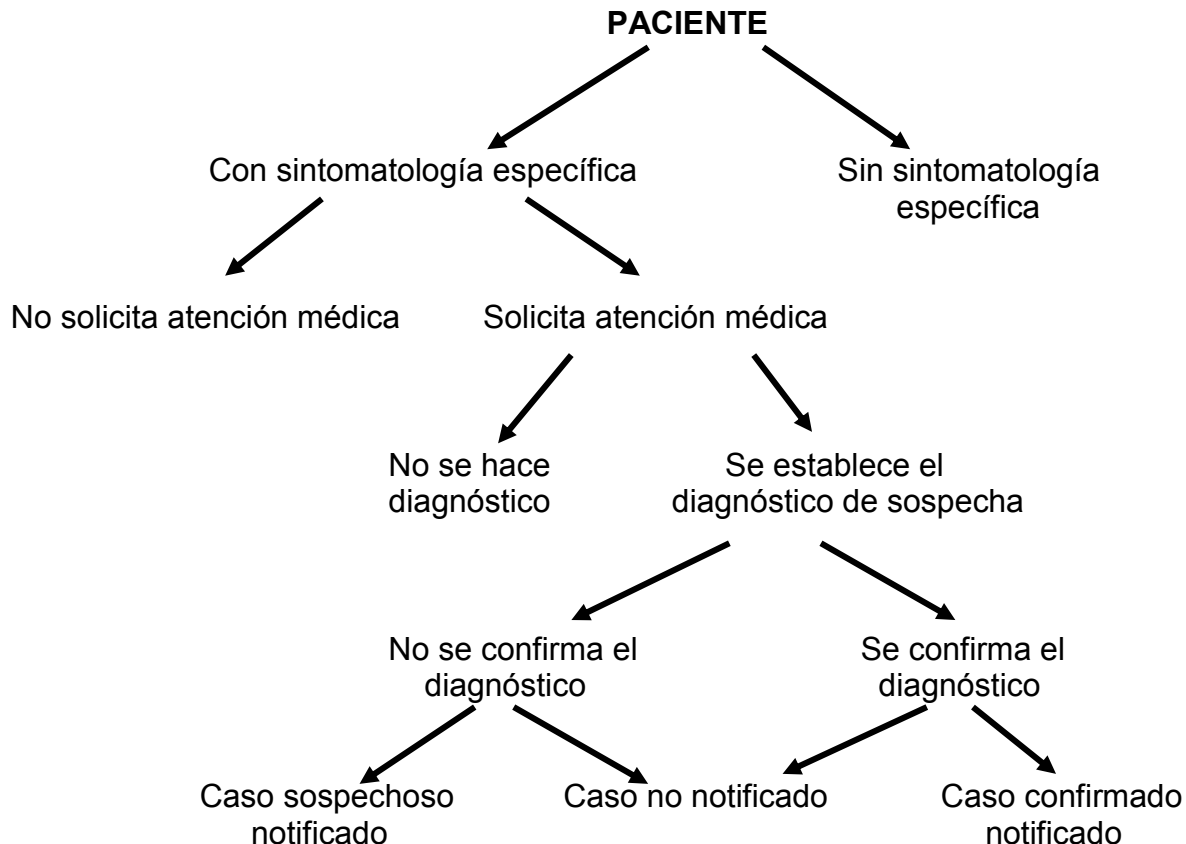 PACIENTE
Con sintomatología específica
Sin sintomatología
específica
No solicita atención médica
Solicita atención médica
No se hace
diagnóstico
Se establece el
diagnóstico de sospecha
No se confirma el
diagnóstico
Se confirma el
diagnóstico
Caso sospechoso
notificado
Caso no notificado
Caso confirmado
notificado